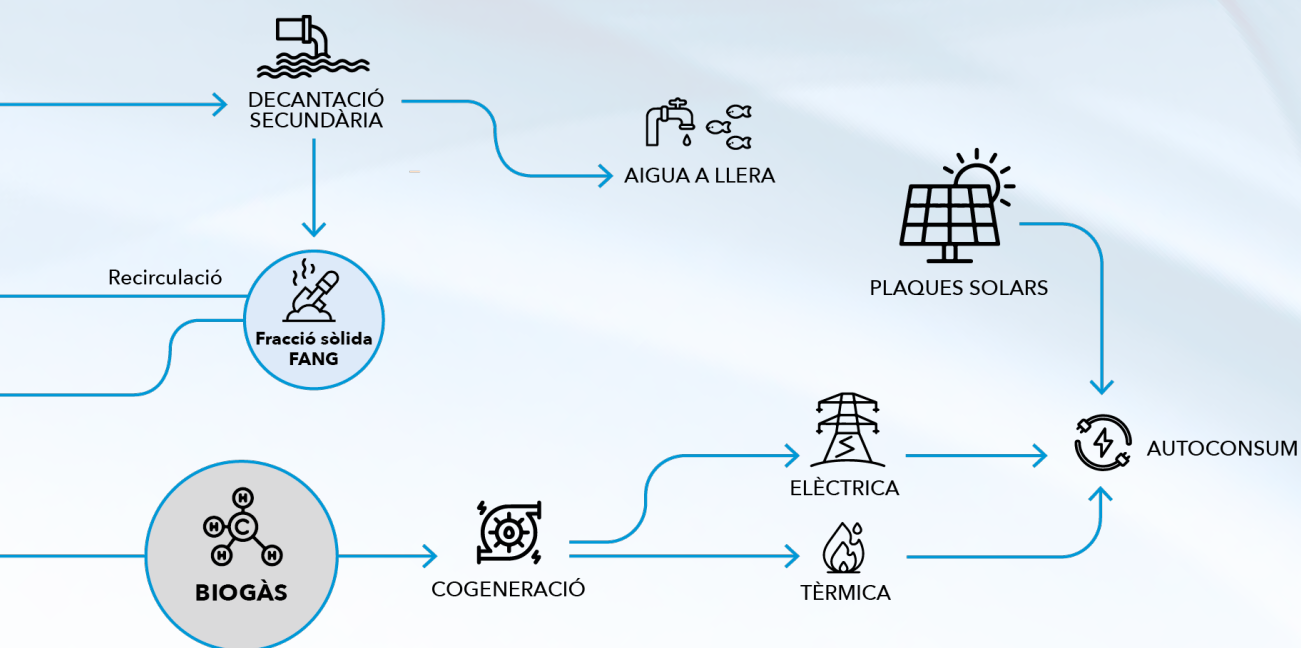 DECANTACIÓ
SECUNDÀRIA
AIGUA A LLERA
PLAQUES SOLARS
Recirculació
Fracció sòlida
FANG
AUTOCONSUM
ELÈCTRICA
H
H C
H H
BIOGÀS
COGENERACIÓ
TÈRMICA